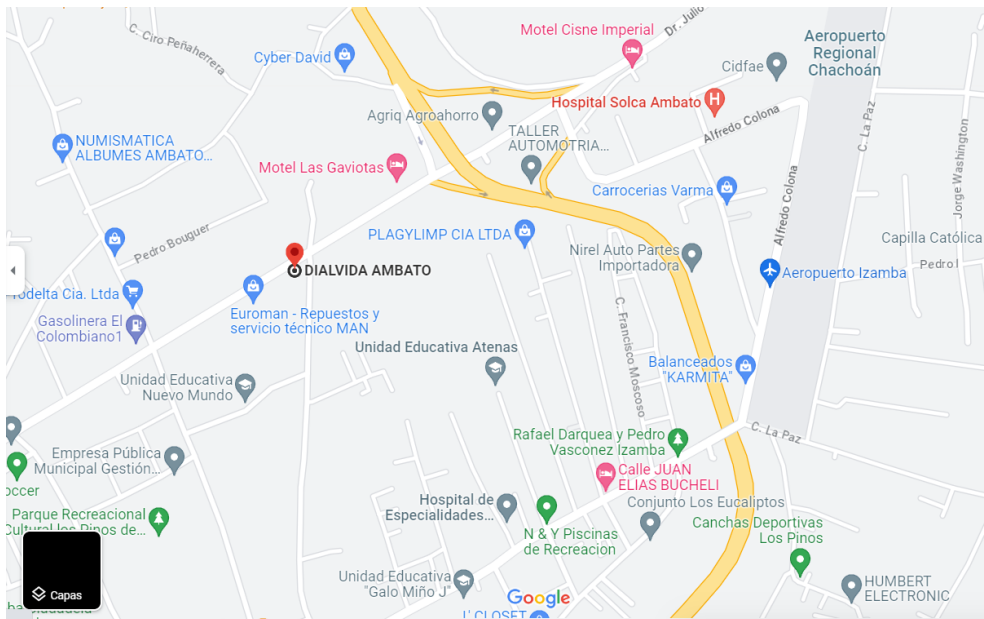 C. Ciro Peñaherrera
Dr. Julio
Motel Cisne Imperial
Aeropuerto
Regional
Chachoán
Cyber David
Cidfae
Hospital Solca Ambato
Agriq Agroahorro
Alfredo Colona
C. La Paz
Jorge Washington
TALLER
AUTOMOTRIA...
NUMISMATICA
ALBUMES AMBATO...
Motel Las Gaviotas
Carrocerias Varma
Alfredo Colona
Pedro Bouguer
PLAGYLIMP CIA LTDA
Capilla Católica
Nirel Auto Partes
Importadora
Pedro I
DIALVIDA AMBATO
Aeropuerto Izamba
Cia. Ltda
Euroman - Repuestos y
servicio técnico MAN
Gasolinera El
Colombiano1
C. Francisco Moscoso
Unidad Educativa Atenas
Balanceados
"KARMITA"
Unidad Educativa
Nuevo Mundo
C. La Paz
Rafael Darquea y Pedro
Vasconez Izamba
Empresa Pública
Municipal Gestión...
Calle JUAN
ELIAS BUCHELI
occer
Hospital de
Especialidades...
Conjunto Los Eucaliptos
Parque Recreacional
Cultural los Pinos de...
Canchas Deportivas
Los Pinos
N & Y Piscinas
de Recreación
Unidad Educativa
"Galo Miño J"
HUMBERT
ELECTRONIC
Capas
Google
L' CLOSET